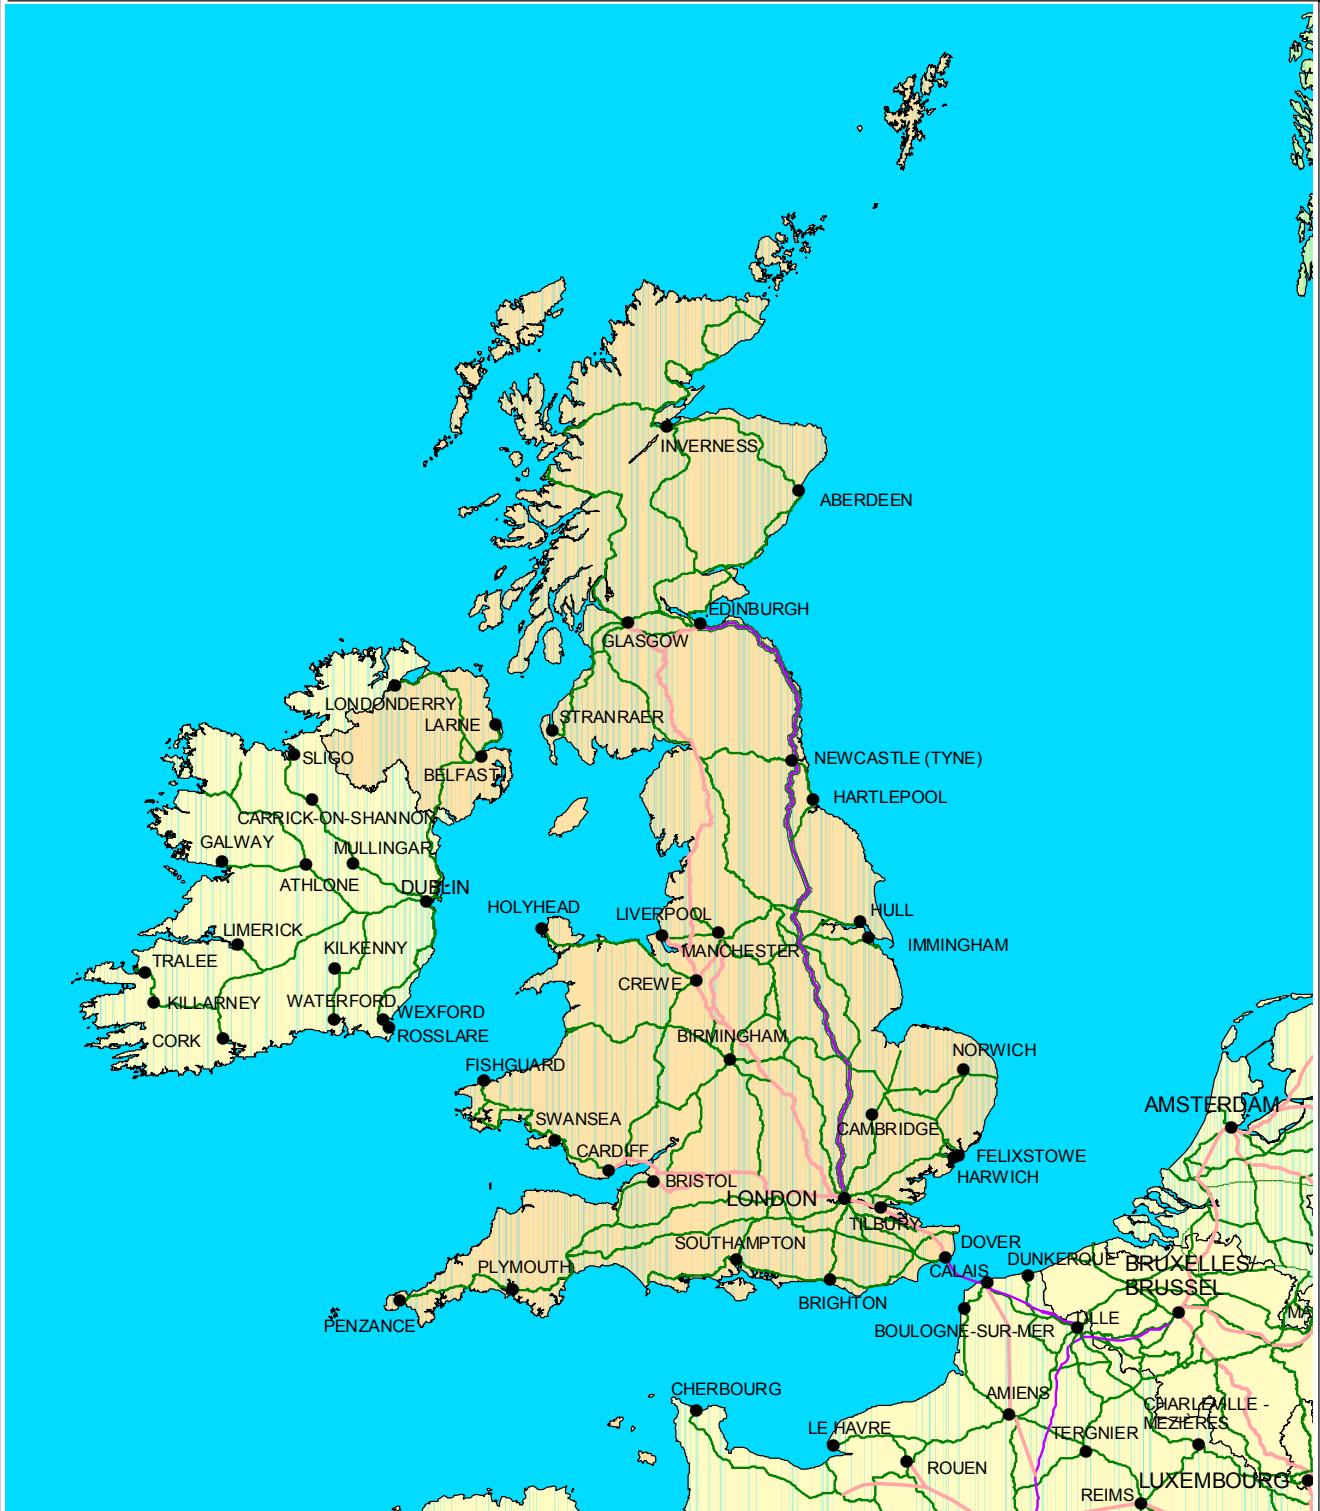 INVERNESS
ABERDEEN
EDINBURGH
GLASGOW
LONDONDERRY
LARNE
STRANRAER
SLIGO
BELFAST
NEWCASTLE (TYNE)
HARTLEPOOL
CARRICK-ON-SHANNON
GALWAY
MULLINGAR
ATHLONE
DUBLIN
HOLYHEAD
LIVERPOOL
HULL
LIMERICK
KILKENNY
MANCHESTER
IMMINGHAM
TRALEE
CREWE
KILLARNEY
WATERFORD
WEXFORD
ROSSLARE
CORK
BIRMINGHAM
NORWICH
FISHGUARD
AMSTERDAM
SWANSEA
CAMBRIDGE
CARDIFF
FELIXSTOWE
HARWICH
BRISTOL
LONDON
TILBURY
SOUTHAMPTON
DOVER
DUNKERQUE
BRUXELLES/
BRUSSEL
PLYMOUTH
CALAIS
BRIGHTON
PENZANCE
BOULOGNE-SUR-MER
LILLE
MA
CHERBOURG
AMIENS
CHARLEVILLE -
MEZIÈRES
LE HAVRE
TERGNIER
ROUEN
LUXEMBOURG
REIMS